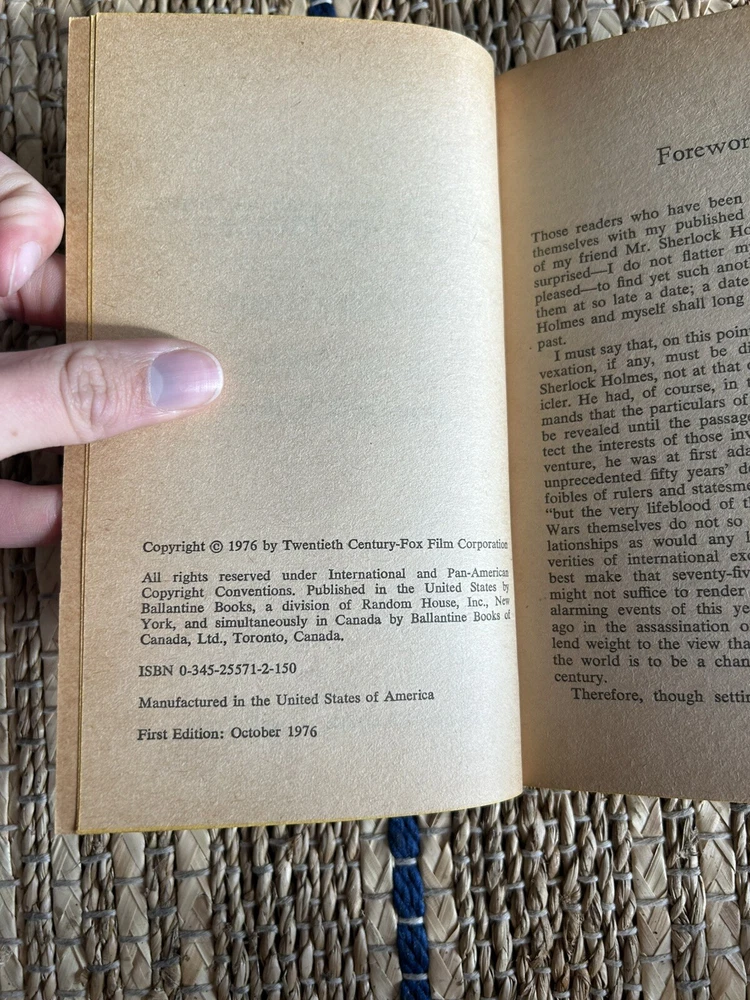 Copyright © 1976 by Twentieth Century-Fox Film Corporation
All rights reserved under International and Pan-American
Copyright Conventions. Published in the United States by
Ballantine Books, a division of Random House, Inc., New
York, and simultaneously in Canada by Ballantine Books of
Canada, Ltd., Toronto, Canada.
ISBN 0-345-25571-2-150
Manufactured in the United States of America
First Edition: October 1976
Forewor
Those readers who have been
themselves with my published
of my friend Mr. Sherlock Ho
surprised—I do not flatter my
pleased—to find yet such anoth
them at so late a date; a date
Holmes and myself shall long
past.
I must say that, on this poin
vexation, if any, must be di
Sherlock Holmes, not at that
icler. He had, of course, in
mands that the particulars of
be revealed until the passage
tect the interests of those inv
venture, he was at first ada
unprecedented fifty years' de
foibles of rulers and statesme
"but the very lifeblood of th
Wars themselves do not so
lationships as would any l
verities of international exc
best make that seventy-five
might not suffice to render
alarming events of this ye
ago in the assassination o
lend weight to the view tha
the world is to be a chan
century.
Therefore, though settin